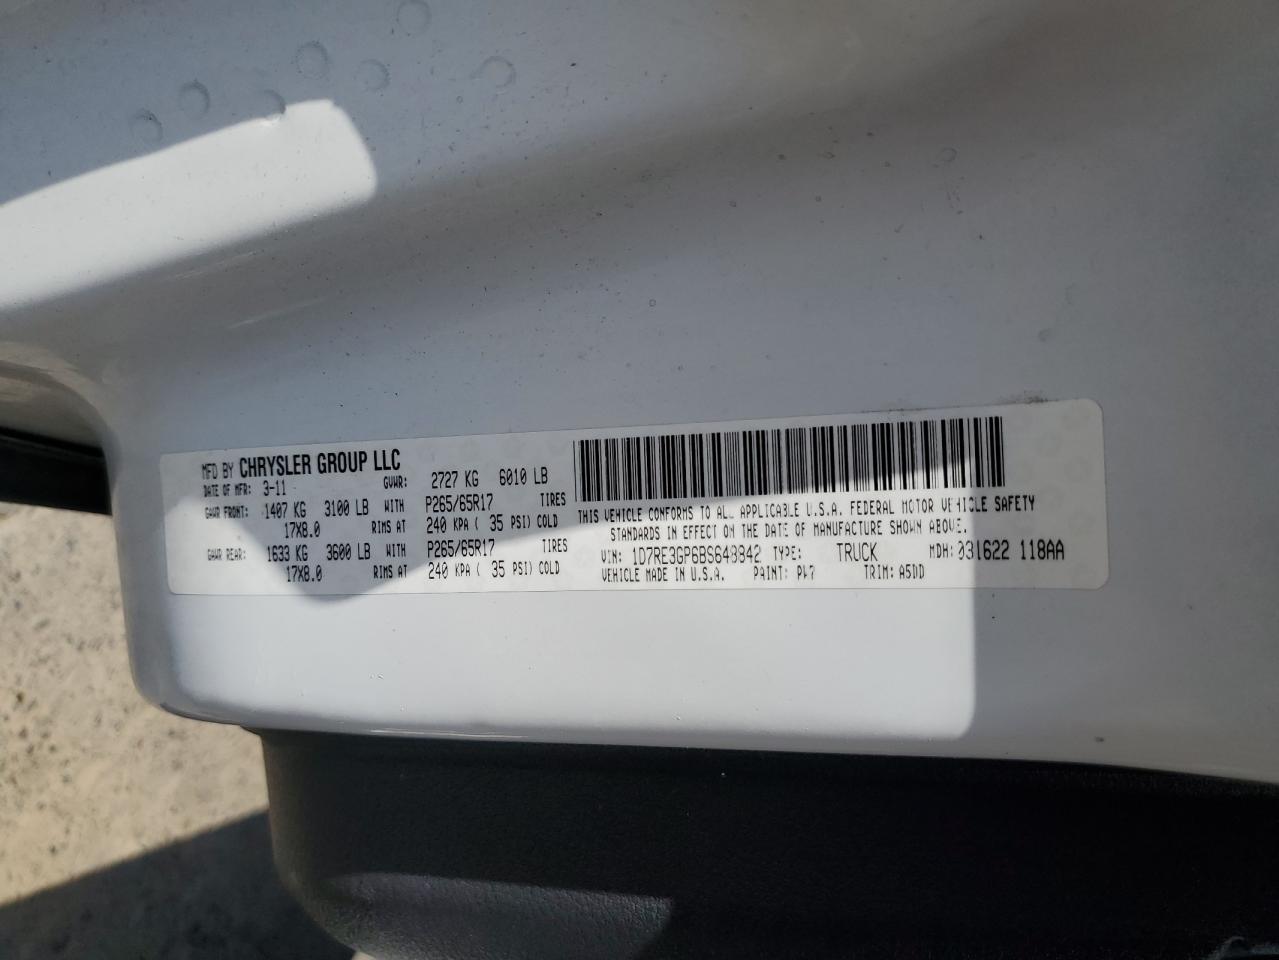 MFD BY CHRYSLER GROUP LLC
DATE OF MFR: 3-11 GVWR: 2727 KG 6010 LB
GAWR FRONT: 1407 KG 3100 LB WITH P265/65R17 TIRES
17X8.0 RIMS AT 240 KPA ( 35 PSI) COLD
GAWR REAR: 1633 KG 3600 LB WITH P265/65R17 TIRES
17X8.0 RIMS AT 240 KPA ( 35 PSI) COLD
THIS VEHICLE CONFORMS TO ALL APPLICABLE U.S.A. FEDERAL MOTOR VEHICLE SAFETY
STANDARDS IN EFFECT ON THE DATE OF MANUFACTURE SHOWN ABOVE.
VIN: 1D7RE3GP6BS648842 TYPE: TRUCK MDH: 031622 118AA
VEHICLE MADE IN U.S.A. PAINT: PW7 TRIM: A5DD